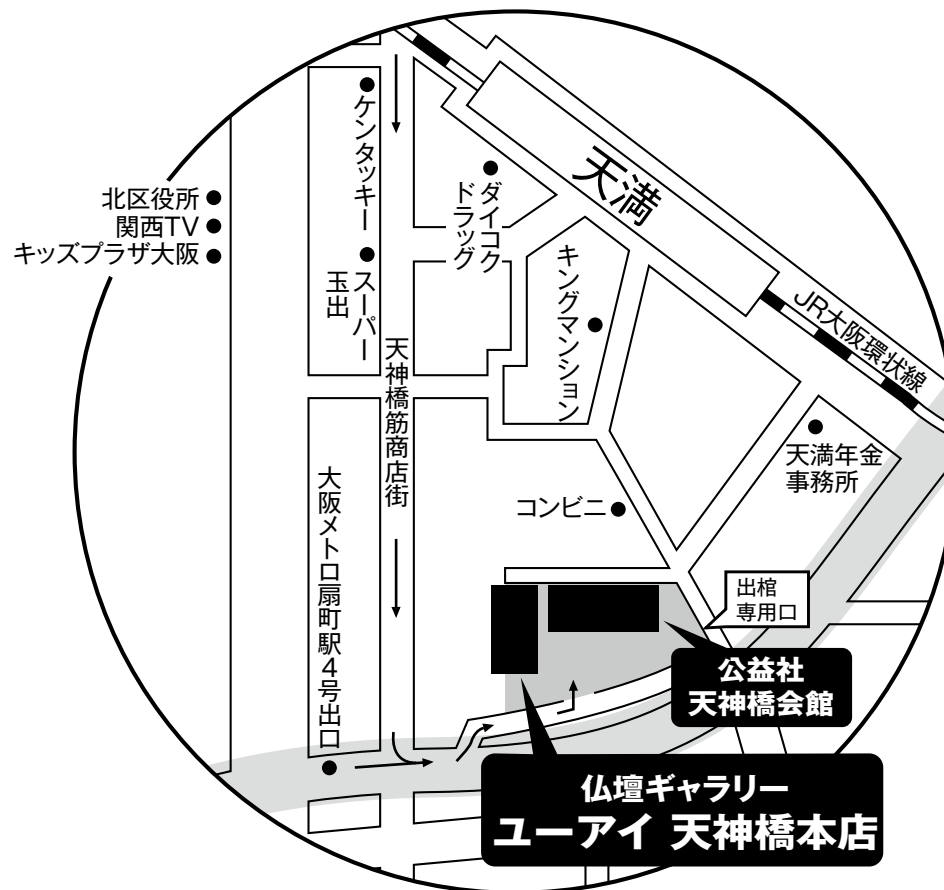 北区役所
関西TV
キッズプラザ大阪
ケンタッキー
スーパー
玉出
ダイコク
ドラッグ
天満
キングマンション
JR大阪環状線
天神橋筋商店街
天満年金
事務所
コンビニ
大阪メトロ扇町駅4号出口
出棺
専用口
公益社
天神橋会館
仏壇ギャラリー
ユーアイ 天神橋本店